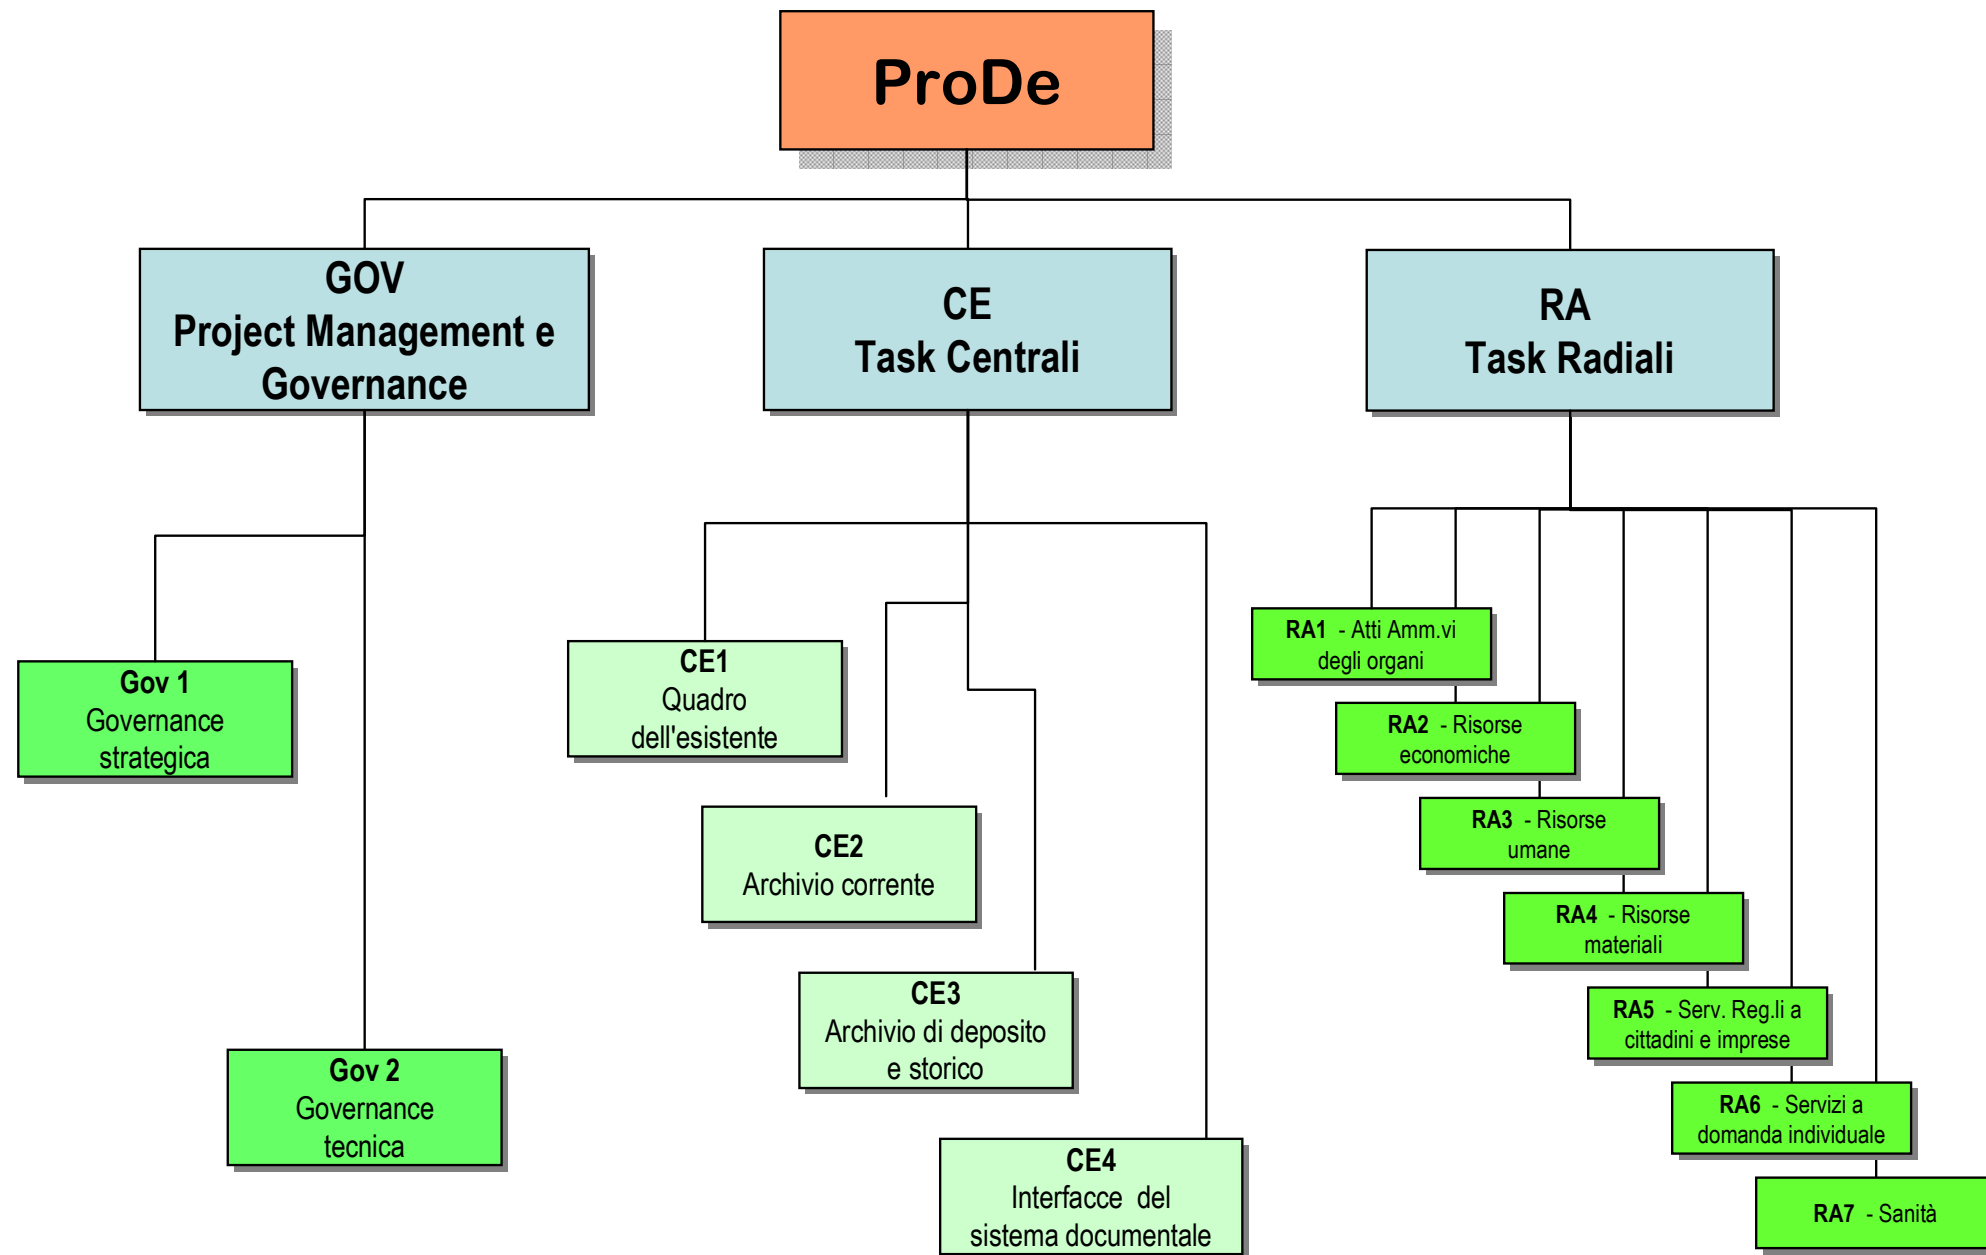 ProDe
GOV
Project Management e
Governance
CE
Task Centrali
RA
Task Radiali
Gov 1
Governance
strategica
Gov 2
Governance
tecnica
CE1
Quadro
dell'esistente
CE2
Archivio corrente
CE3
Archivio di deposito
e storico
CE4
Interfacce  del
sistema documentale
RA1  - Atti Amm.vi
degli organi
RA2  - Risorse
economiche
RA3  - Risorse
umane
RA4  - Risorse
materiali
RA5  - Serv. Reg.li a
cittadini e imprese
RA6  - Servizi a
domanda individuale
RA7  - Sanità